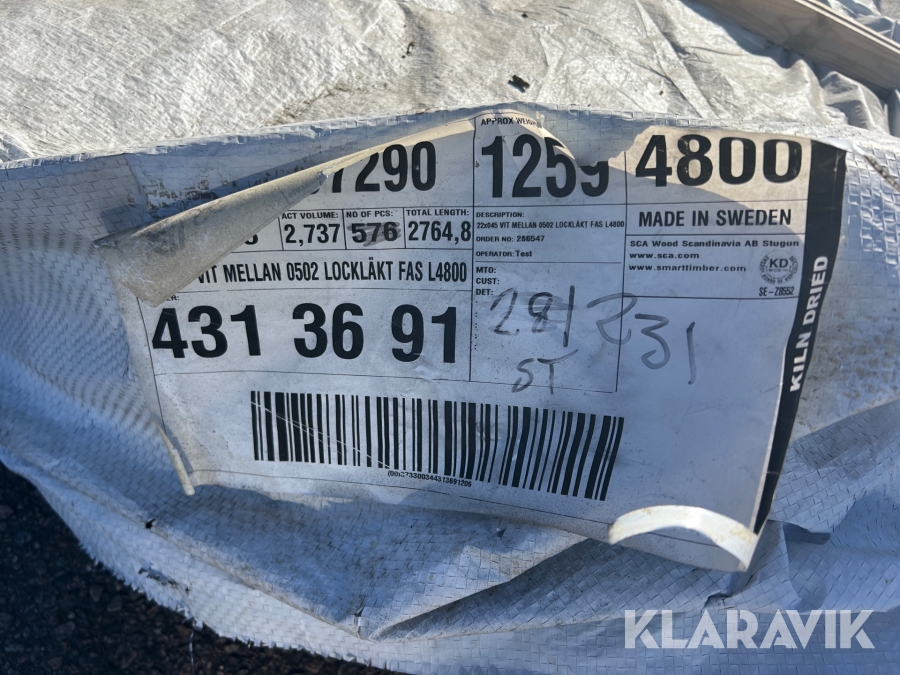 7290
APPROX
1259
4800
ACT VOLUME:
2,737
NO OF PCS:
576
TOTAL LENGTH:
2764,8
DESCRIPTION:
22x045 VIT MELLAN 0502 LOCKLÄKT FAS L4800
ORDER NO: 286547
OPERATOR: Test
MADE IN SWEDEN
SCA Wood Scandinavia AB Stugun
www.sca.com
www.smarttimber.com
KD
SE-Z0552
VIT MELLAN 0502 LOCKLÄKT FAS L4800
MTO:
CUST:
DET:
431 36 91
281
ST
231
KILN DRIED
KLARAVIK